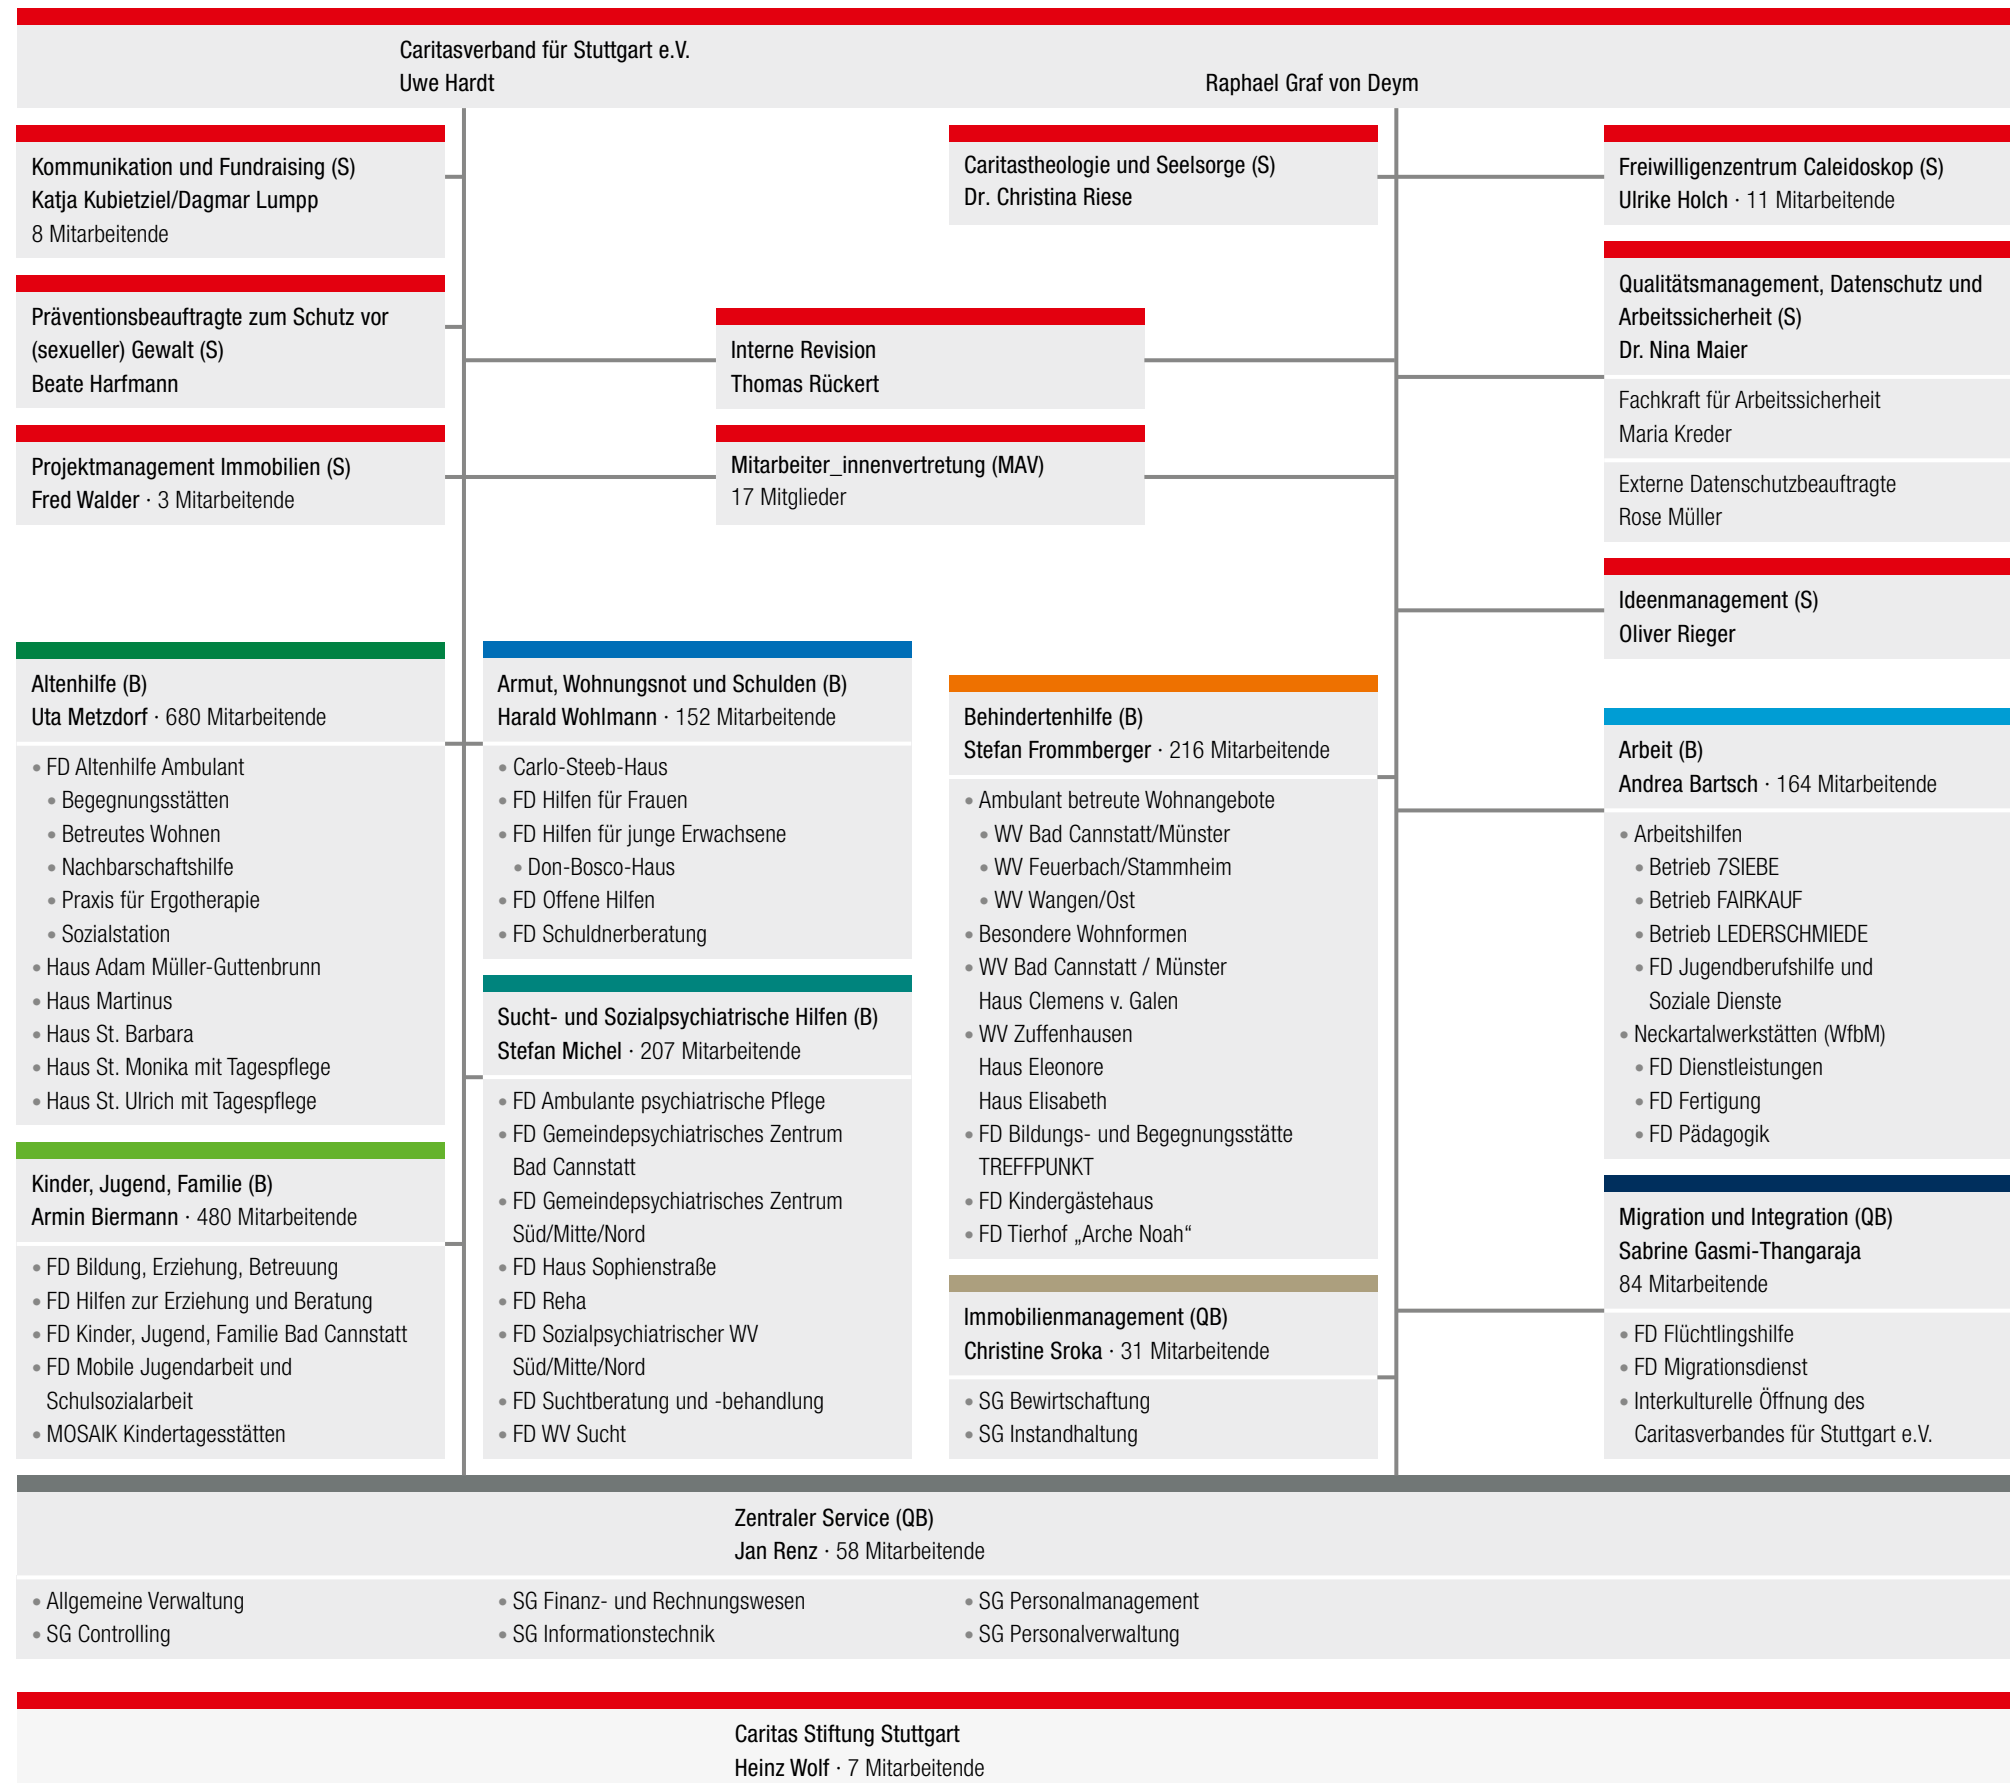 Caritasverband für Stuttgart e.V.
Uwe Hardt
Raphael Graf von Deym
Kommunikation und Fundraising (S)
Katja Kubietziel/Dagmar Lumpp
8 Mitarbeitende
Präventionsbeauftragte zum Schutz vor
(sexueller) Gewalt (S)
Beate Harfmann
Projektmanagement Immobilien (S)
Fred Walder · 3 Mitarbeitende
Interne Revision
Thomas Rückert
Mitarbeiter_innenvertretung (MAV)
17 Mitglieder
Caritastheologie und Seelsorge (S)
Dr. Christina Riese
Freiwilligenzentrum Caleidoskop (S)
Ulrike Holch · 11 Mitarbeitende
Qualitätsmanagement, Datenschutz und
Arbeitssicherheit (S)
Dr. Nina Maier
Fachkraft für Arbeitssicherheit
Maria Kreder
Externe Datenschutzbeauftragte
Rose Müller
Ideenmanagement (S)
Oliver Rieger
Altenhilfe (B)
Uta Metzdorf · 680 Mitarbeitende
• FD Altenhilfe Ambulant
• Begegnungsstätten
• Betreutes Wohnen
• Nachbarschaftshilfe
• Praxis für Ergotherapie
• Sozialstation
• Haus Adam Müller-Guttenbrunn
• Haus Martinus
• Haus St. Barbara
• Haus St. Monika mit Tagespflege
• Haus St. Ulrich mit Tagespflege
Kinder, Jugend, Familie (B)
Armin Biermann · 480 Mitarbeitende
• FD Bildung, Erziehung, Betreuung
• FD Hilfen zur Erziehung und Beratung
• FD Kinder, Jugend, Familie Bad Cannstatt
• FD Mobile Jugendarbeit und
Schulsozialarbeit
• MOSAIK Kindertagesstätten
Armut, Wohnungsnot und Schulden (B)
Harald Wohlmann · 152 Mitarbeitende
• Carlo-Steeb-Haus
• FD Hilfen für Frauen
• FD Hilfen für junge Erwachsene
• Don-Bosco-Haus
• FD Offene Hilfen
• FD Schuldnerberatung
Sucht- und Sozialpsychiatrische Hilfen (B)
Stefan Michel · 207 Mitarbeitende
• FD Ambulante psychiatrische Pflege
• FD Gemeindepsychiatrisches Zentrum
Bad Cannstatt
• FD Gemeindepsychiatrisches Zentrum
Süd/Mitte/Nord
• FD Haus Sophienstraße
• FD Reha
• FD Sozialpsychiatrischer WV
Süd/Mitte/Nord
• FD Suchtberatung und -behandlung
• FD WV Sucht
Behindertenhilfe (B)
Stefan Frommberger · 216 Mitarbeitende
• Ambulant betreute Wohnangebote
• WV Bad Cannstatt/Münster
• WV Feuerbach/Stammheim
• WV Wangen/Ost
• Besondere Wohnformen
• WV Bad Cannstatt / Münster
Haus Clemens v. Galen
• WV Zuffenhausen
Haus Eleonore
Haus Elisabeth
• FD Bildungs- und Begegnungsstätte
TREFFPUNKT
• FD Kindergästehaus
• FD Tierhof „Arche Noah“
Immobilienmanagement (QB)
Christine Sroka · 31 Mitarbeitende
• SG Bewirtschaftung
• SG Instandhaltung
Arbeit (B)
Andrea Bartsch · 164 Mitarbeitende
• Arbeitshilfen
• Betrieb 7SIEBE
• Betrieb FAIRKAUF
• Betrieb LEDERSCHMIEDE
• FD Jugendberufshilfe und
Soziale Dienste
• Neckartalwerkstätten (WfbM)
• FD Dienstleistungen
• FD Fertigung
• FD Pädagogik
Migration und Integration (QB)
Sabrine Gasmi-Thangaraja
84 Mitarbeitende
• FD Flüchtlingshilfe
• FD Migrationsdienst
• Interkulturelle Öffnung des
Caritasverbandes für Stuttgart e.V.
Zentraler Service (QB)
Jan Renz · 58 Mitarbeitende
• Allgemeine Verwaltung
• SG Controlling
• SG Finanz- und Rechnungswesen
• SG Informationstechnik
• SG Personalmanagement
• SG Personalverwaltung
Caritas Stiftung Stuttgart
Heinz Wolf · 7 Mitarbeitende